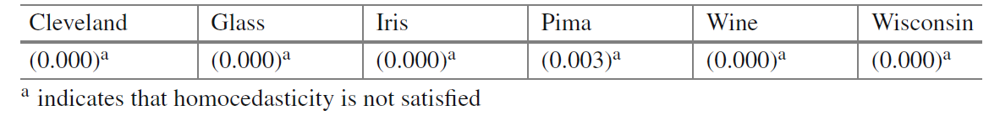 Cleveland Glass Iris Pima Wine Wisconsin
(0.000)ᵃ (0.000)ᵃ (0.000)ᵃ (0.003)ᵃ (0.000)ᵃ (0.000)ᵃ
ᵃ indicates that homocedasticity is not satisfied